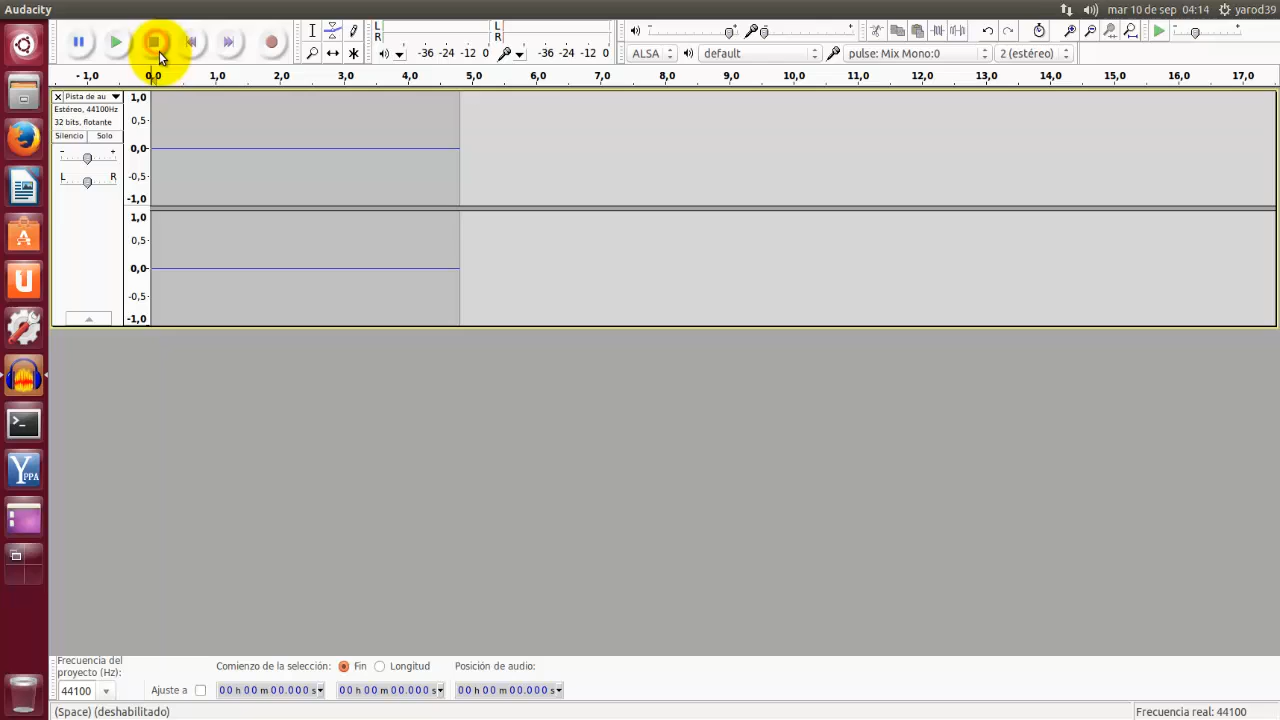 Audacity
mar 10 de sep 04:14
yarod39
L
R
-36 -24 -12 0
L
R
-36 -24 -12 0
ALSA
default
pulse: Mix Mono:0
2 (estéreo)
- 1,0 0,0 1,0 2,0 3,0 4,0 5,0 6,0 7,0 8,0 9,0 10,0 11,0 12,0 13,0 14,0 15,0 16,0 17,0
Pista de au
Estéreo, 44100Hz
32 bits, flotante
Silencio
Solo
- +
L R
1,0
0,5
0,0
-0,5
-1,0
1,0
0,5
0,0
-0,5
-1,0
A
U
YPPA
Frecuencia del
proyecto (Hz):
44100
Ajuste a
Comienzo de la selección:
Fin
Longitud
Posición de audio:
00 h 00 m 00.000 s
00 h 00 m 00.000 s
00 h 00 m 00.000 s
(Space) (deshabilitado)
Frecuencia real: 44100